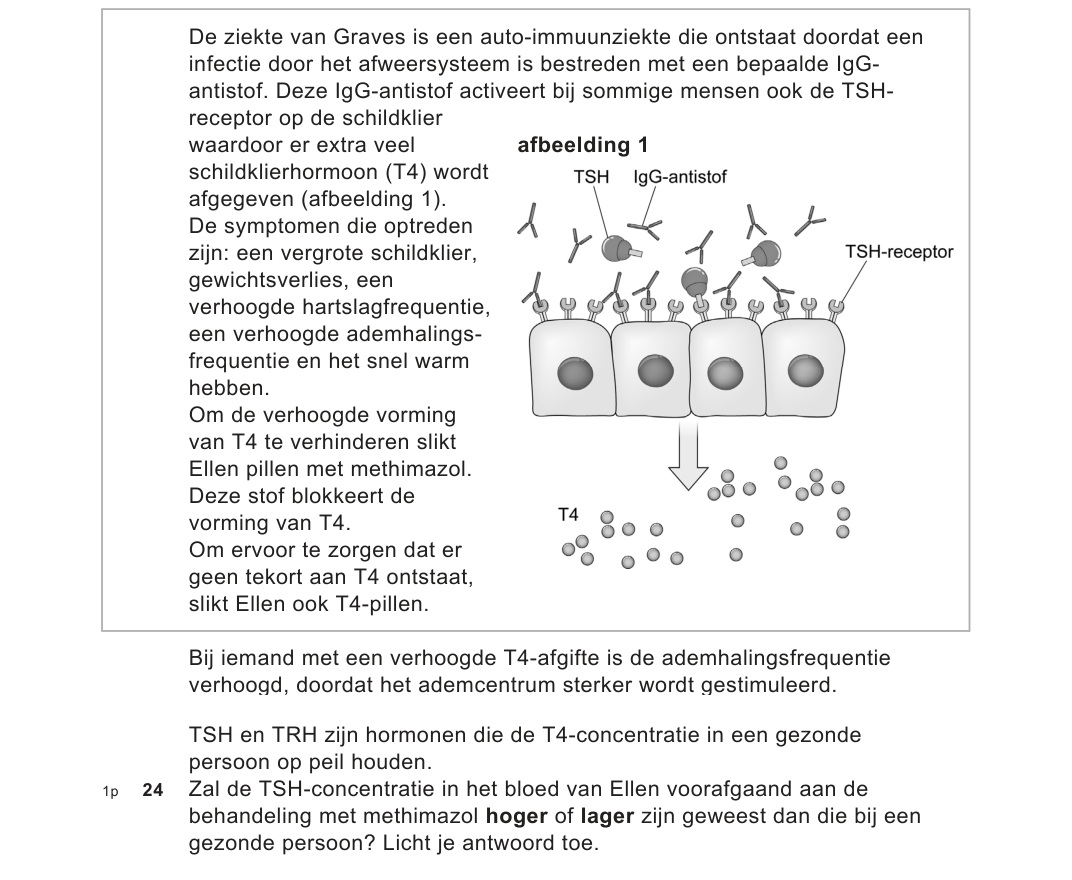 De ziekte van Graves is een auto-immuunziekte die ontstaat doordat een
infectie door het afweersysteem is bestreden met een bepaalde IgG-
antistof. Deze IgG-antistof activeert bij sommige mensen ook de TSH-
receptor op de schildklier
waardoor er extra veel
schildklierhormoon (T4) wordt
afgegeven (afbeelding 1).
De symptomen die optreden
zijn: een vergrote schildklier,
gewichtsverlies, een
verhoogde hartslagfrequentie,
een verhoogde ademhalings-
frequentie en het snel warm
hebben.
Om de verhoogde vorming
van T4 te verhinderen slikt
Ellen pillen met methimazol.
Deze stof blokkeert de
vorming van T4.
Om ervoor te zorgen dat er
geen tekort aan T4 ontstaat,
slikt Ellen ook T4-pillen.
afbeelding 1
TSH IgG-antistof
TSH-receptor
T4
Bij iemand met een verhoogde T4-afgifte is de ademhalingsfrequentie
verhoogd, doordat het ademcentrum sterker wordt gestimuleerd.
TSH en TRH zijn hormonen die de T4-concentratie in een gezonde
persoon op peil houden.
1p 24 Zal de TSH-concentratie in het bloed van Ellen voorafgaand aan de
behandeling met methimazol hoger of lager zijn geweest dan die bij een
gezonde persoon? Licht je antwoord toe.